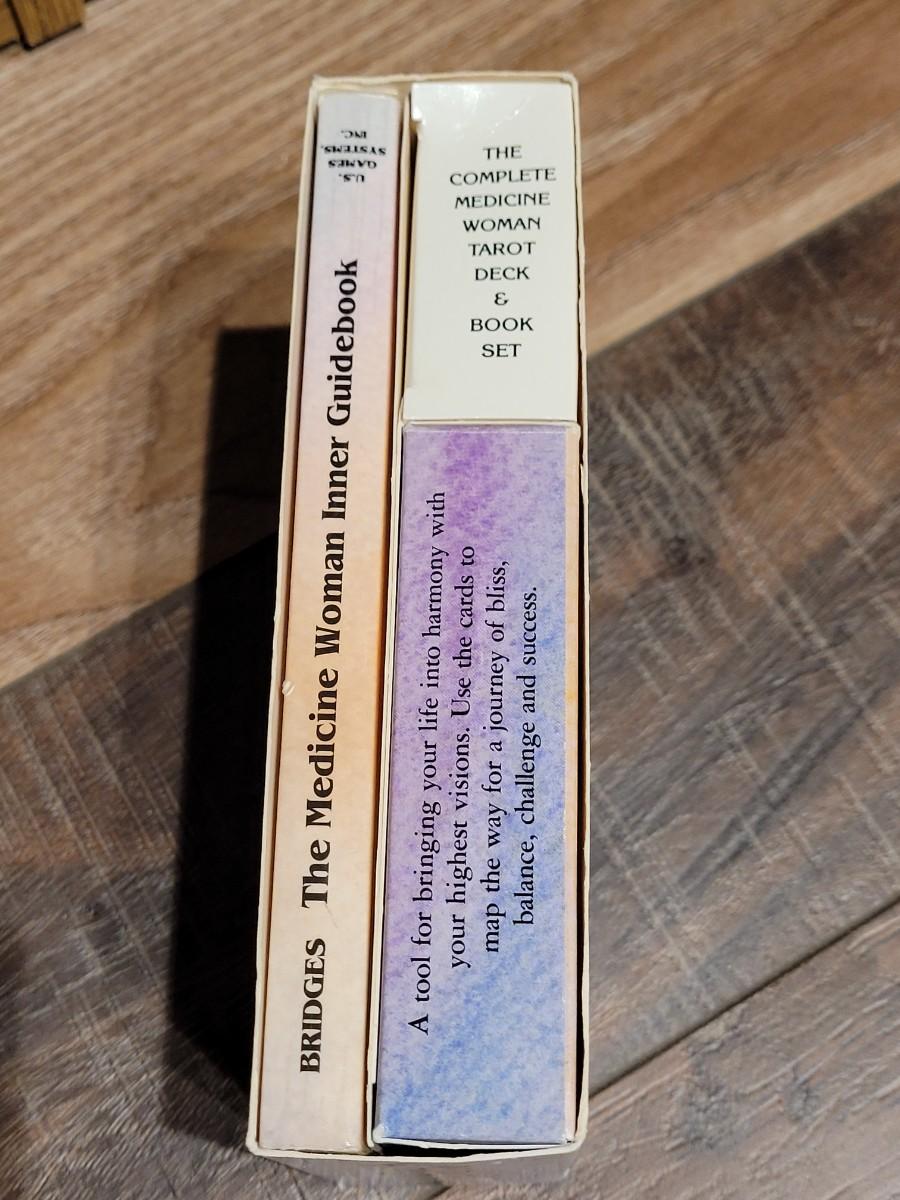 BRIDGES The Medicine Woman Inner Guidebook
U.S.
GAMES
SYSTEMS,
INC.
THE
COMPLETE
MEDICINE
WOMAN
TAROT
DECK
&
BOOK
SET
A tool for bringing your life into harmony with
your highest visions. Use the cards to
map the way for a journey of bliss,
balance, challenge and success.